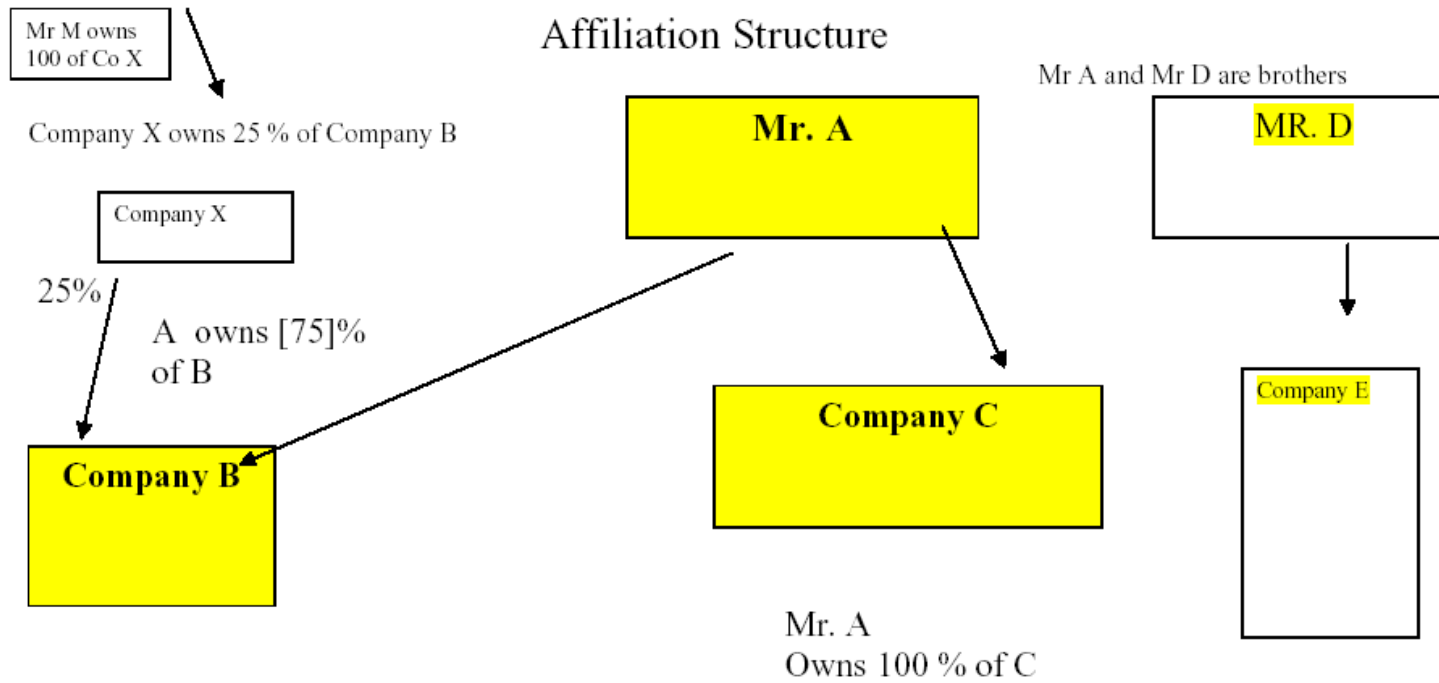 Affiliation Structure
Mr M owns
100 of Co X
Mr A and Mr D are brothers
Company X owns 25 % of Company B
Mr. A
MR. D
Company X
25%
A owns [75]%
of B
Company E
Company C
Company B
Mr. A
Owns 100 % of C